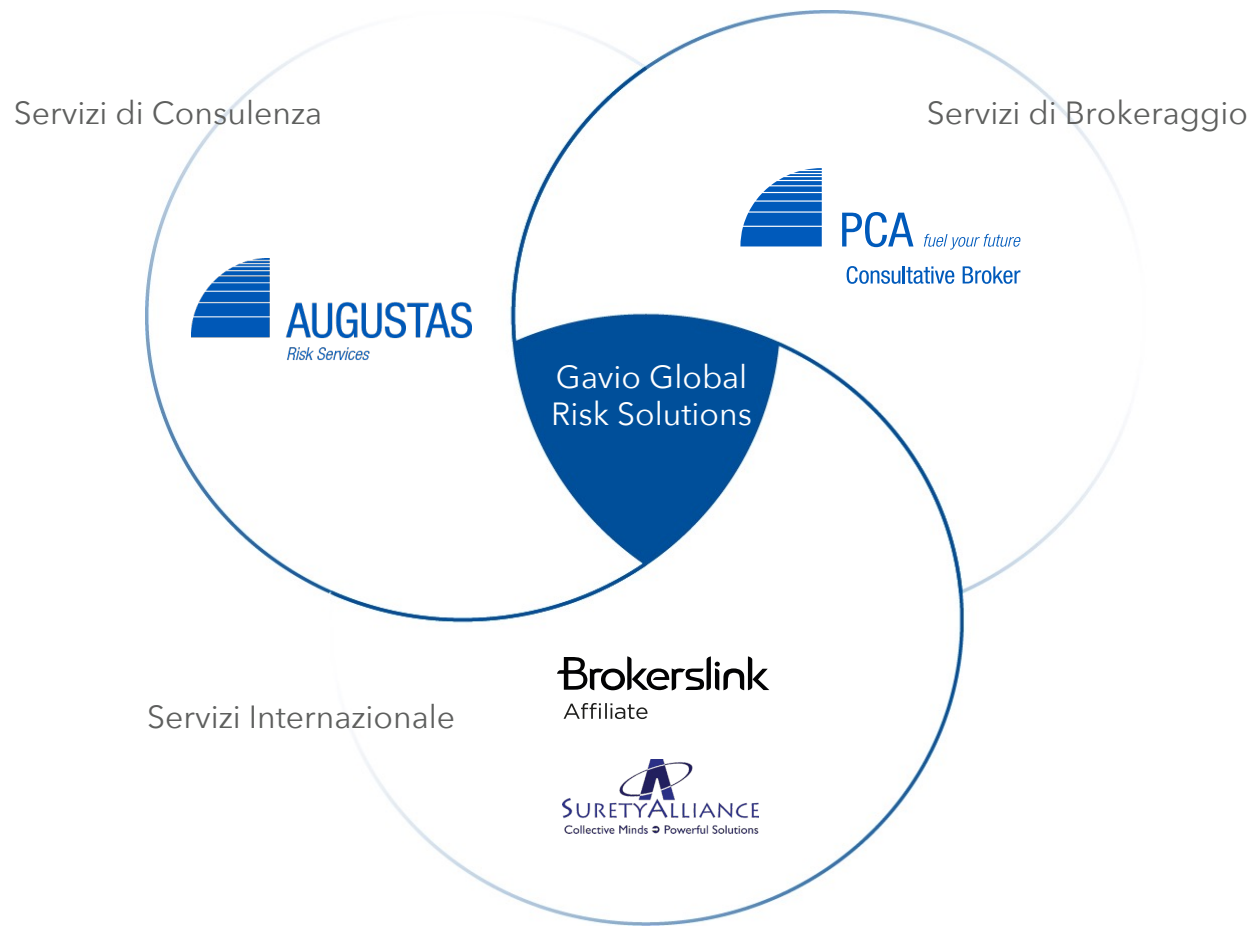 Servizi di Consulenza
Servizi di Brokeraggio
PCA fuel your future
Consultative Broker
AUGUSTAS
Risk Services
Gavio Global
Risk Solutions
Brokerslink
Affiliate
Servizi Internazionale
SURETYALLIANCE
Collective Minds Powerful Solutions